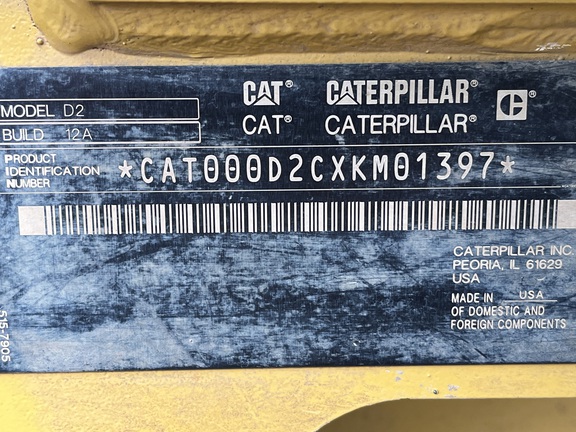 CAT® CATERPILLAR® C®
CAT® CATERPILLAR®
MODEL D2
BUILD 12A
PRODUCT IDENTIFICATION NUMBER
*CAT000D2CXKM01397*
CATERPILLAR INC.
PEORIA, IL 61629
USA
MADE IN USA
OF DOMESTIC AND
FOREIGN COMPONENTS
515-7905